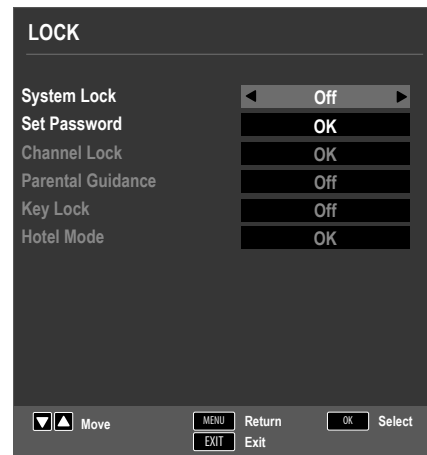 LOCK
System Lock Off
Set Password OK
Channel Lock OK
Parental Guidance Off
Key Lock Off
Hotel Mode OK
Move MENU Return OK Select
EXIT Exit